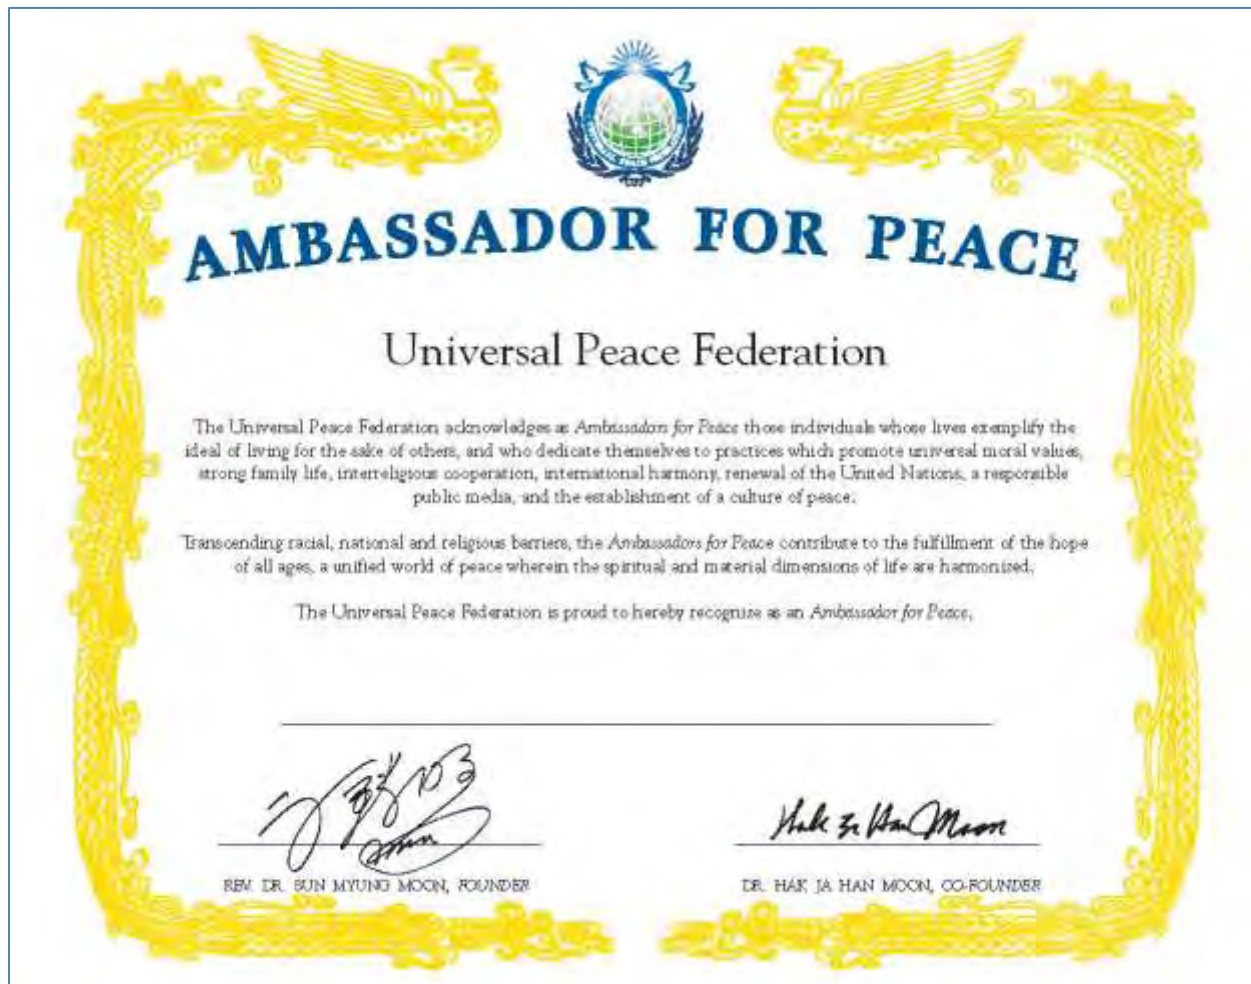 AMBASSADOR FOR PEACE
Universal Peace Federation
The Universal Peace Federation acknowledges as Ambassadors for Peace those individuals whose lives exemplify the
ideal of living for the sake of others, and who dedicate themselves to practices which promote universal moral values,
strong family life, interreligious cooperation, international harmony, renewal of the United Nations, a responsible
public media, and the establishment of a culture of peace.
Transcending racial, national and religious barriers, the Ambassadors for Peace contribute to the fulfillment of the hope
of all ages, a unified world of peace wherein the spiritual and material dimensions of life are harmonized.
The Universal Peace Federation is proud to hereby recognize as an Ambassador for Peace,
Hak Ja Han Moon
REV. DR. SUN MYUNG MOON, FOUNDER
DR. HAK JA HAN MOON, CO-FOUNDER